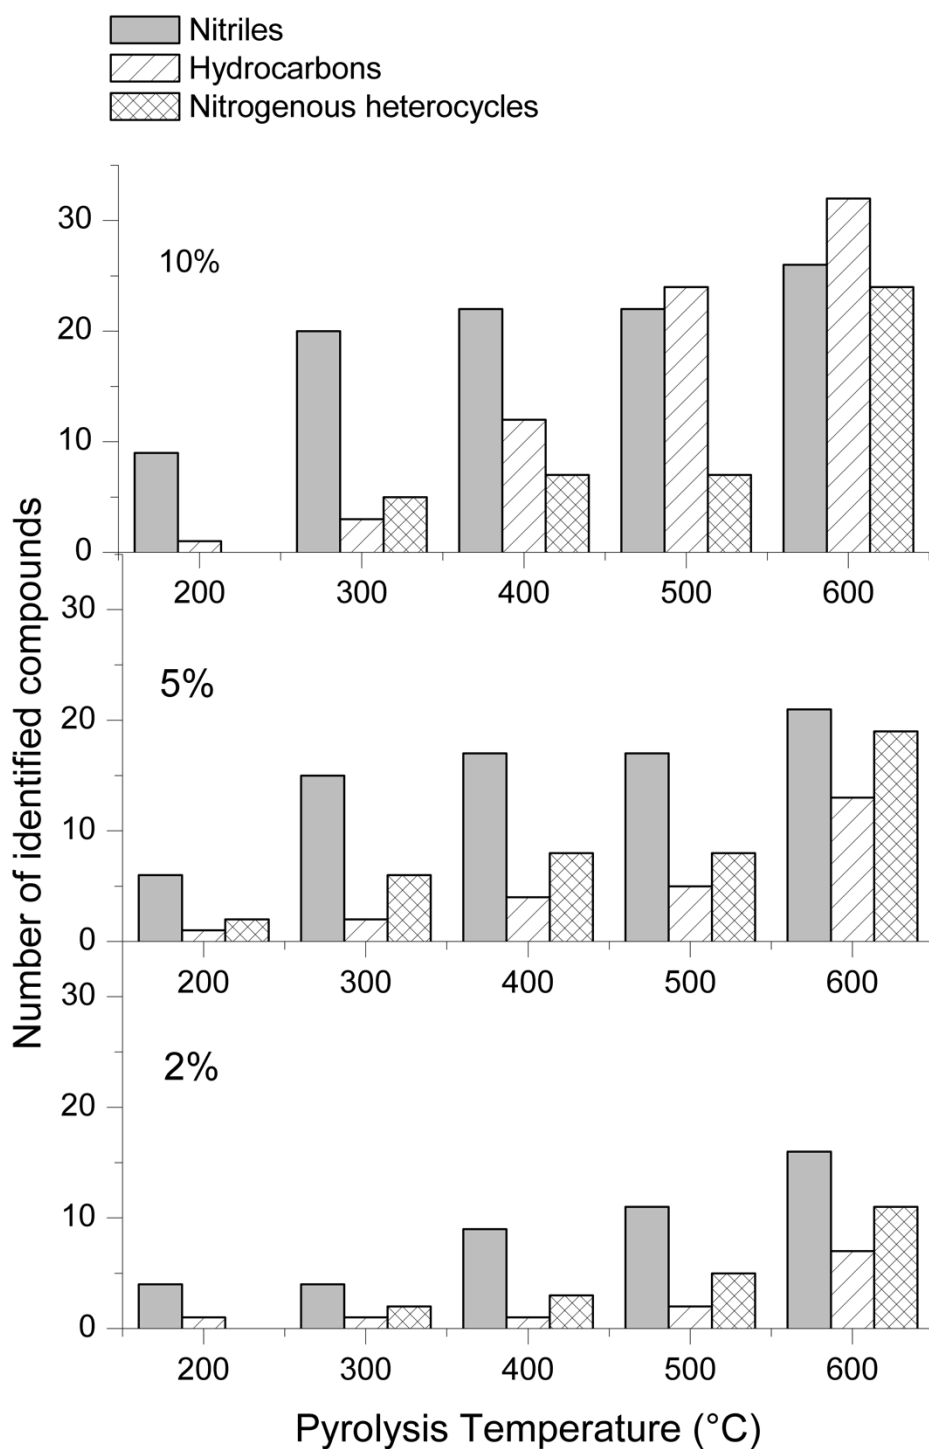 Nitriles
Hydrocarbons
Nitrogenous heterocycles
Number of identified compounds
10%
30
20
10
0
200 300 400 500 600
5%
30
20
10
0
200 300 400 500 600
2%
30
20
10
0
200 300 400 500 600
Pyrolysis Temperature (°C)